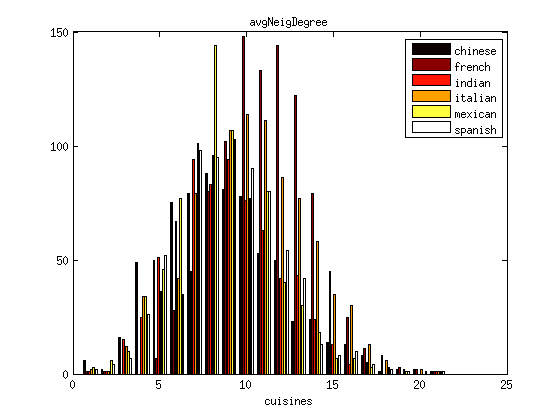 avgNeigDegree
150
100
50
0
0 5 10 15 20 25
cuisines
chinese
french
indian
italian
mexican
spanish